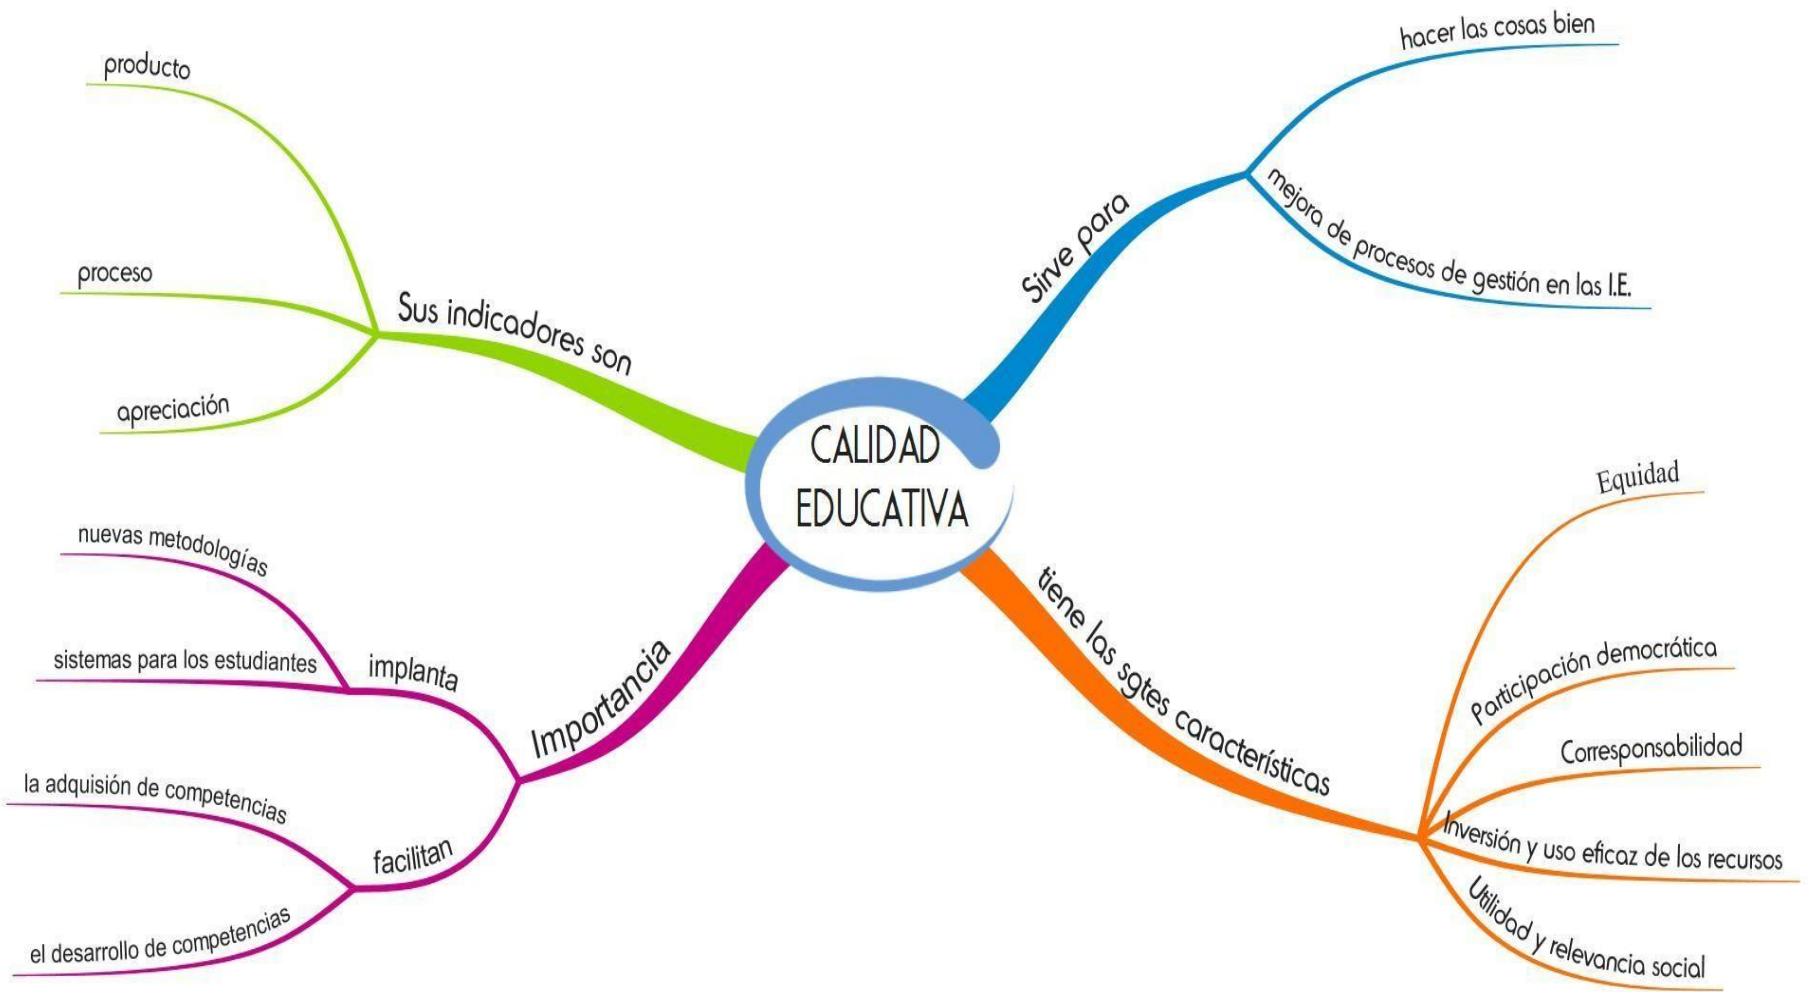 CALIDAD
EDUCATIVA
Sirve para
hacer las cosas bien
mejora de procesos de gestión en las I.E.
tiene las sgtes características
Equidad
Participación democrática
Corresponsabilidad
Inversión y uso eficaz de los recursos
Utilidad y relevancia social
Importancia
implanta
nuevas metodologías
sistemas para los estudiantes
facilitan
la adquisión de competencias
el desarrollo de competencias
Sus indicadores son
producto
proceso
apreciación